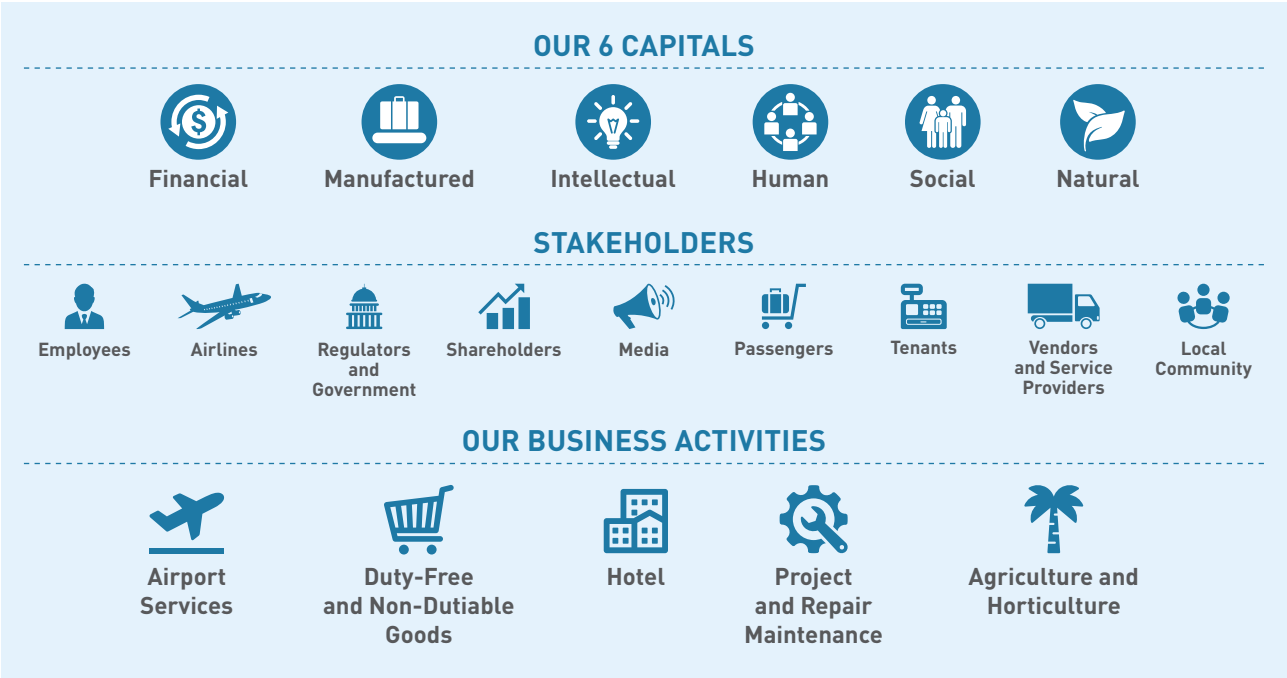 OUR 6 CAPITALS
Financial
Manufactured
Intellectual
Human
Social
Natural
STAKEHOLDERS
Employees
Airlines
Regulators
and
Government
Shareholders
Media
Passengers
Tenants
Vendors
and Service
Providers
Local
Community
OUR BUSINESS ACTIVITIES
Airport
Services
Duty-Free
and Non-Dutiable
Goods
Hotel
Project
and Repair
Maintenance
Agriculture and
Horticulture